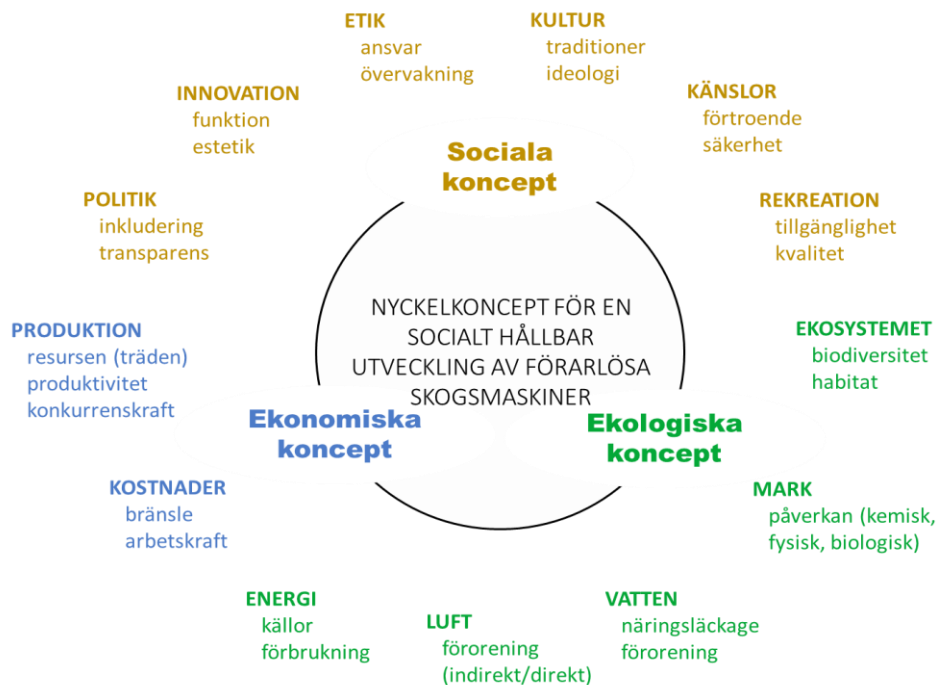 ETIK
ansvar
övervakning
KULTUR
traditioner
ideologi
INNOVATION
funktion
estetik
KÄNSLOR
förtroende
säkerhet
Sociala
koncept
POLITIK
inkludering
transparens
REKREATION
tillgänglighet
kvalitet
NYCKELKONCEPT FÖR EN
SOCIALT HÅLLBAR
UTVECKLING AV FÖRARLÖSA
SKOGSMASKINER
PRODUKTION
resursen (träden)
produktivitet
konkurrenskraft
EKOSYSTEMET
biodiversitet
habitat
Ekonomiska
koncept
Ekologiska
koncept
KOSTNADER
bränsle
arbetskraft
MARK
påverkan (kemisk,
fysisk, biologisk)
ENERGI
källor
förbrukning
LUFT
förorening
(indirekt/direkt)
VATTEN
näringsläckage
förorening